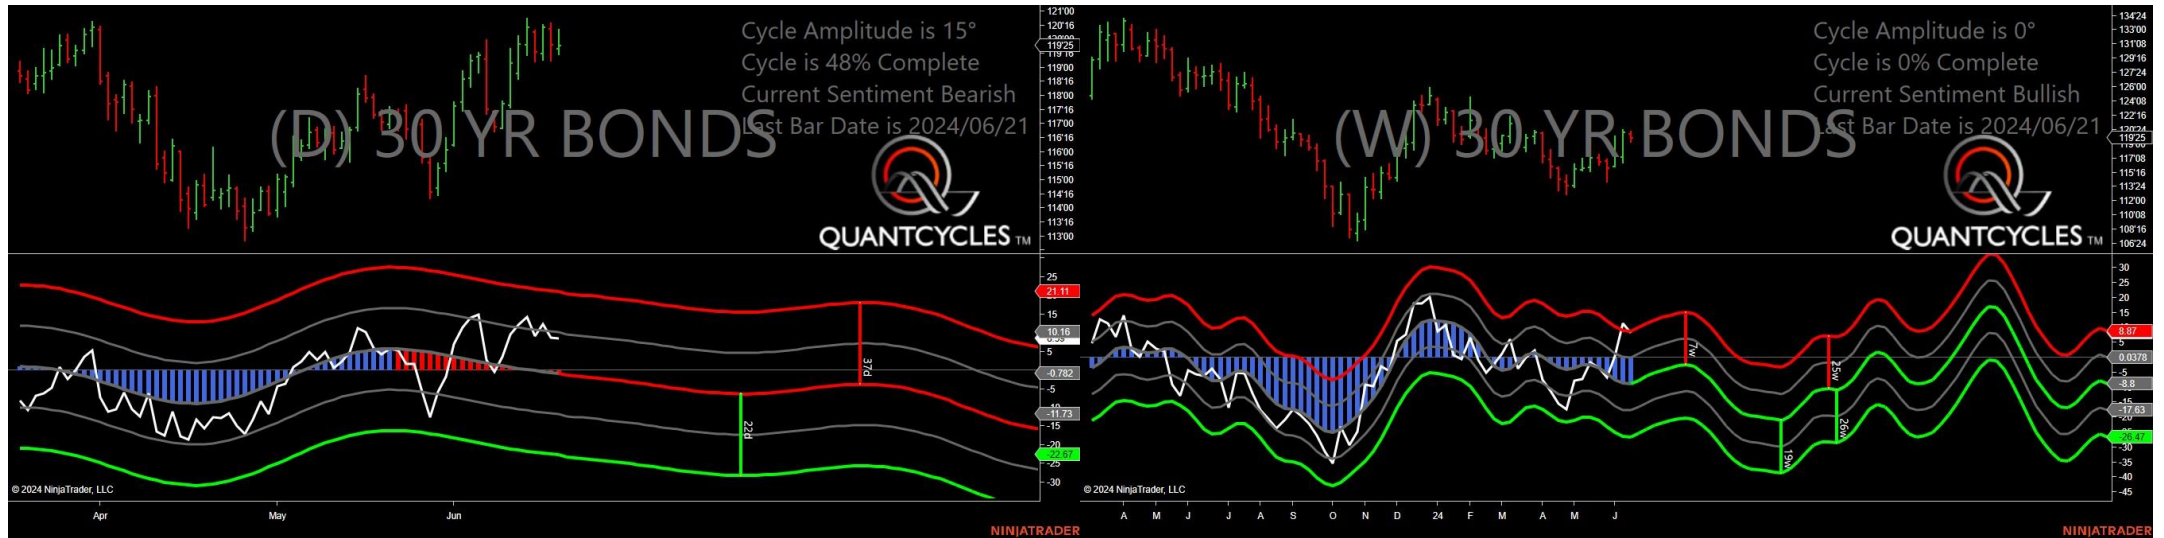 Cycle Amplitude is 15°
Cycle is 48% Complete
Current Sentiment Bearish
Last Bar Date is 2024/06/21
(D) 30 YR BONDS
QUANTCYCLES TM
121'00
120'16
119'25
119'16
119'00
118'16
118'00
117'16
117'00
116'16
116'00
115'16
115'00
114'16
114'00
113'16
113'00
25
21.11
15
10.16
5
-0.782
-5
-11.73
-15
-20
-22.67
-25
-30
37d
22d
© 2024 NinjaTrader, LLC
Apr May Jun
NINJATRADER
Cycle Amplitude is 0°
Cycle is 0% Complete
Current Sentiment Bullish
Last Bar Date is 2024/06/21
(W) 30 YR BONDS
QUANTCYCLES TM
134'24
133'00
131'08
129'16
127'24
126'00
124'08
122'16
120'24
119'25
117'08
115'16
113'24
112'00
110'08
108'16
106'24
30
25
20
15
8.87
5
0.0378
-5
-8.8
-15
-17.63
-26.47
-30
-35
-40
-45
7w
25w
26w
19w
© 2024 NinjaTrader, LLC
A M J J A S O N D 24 F M A M J
NINJATRADER